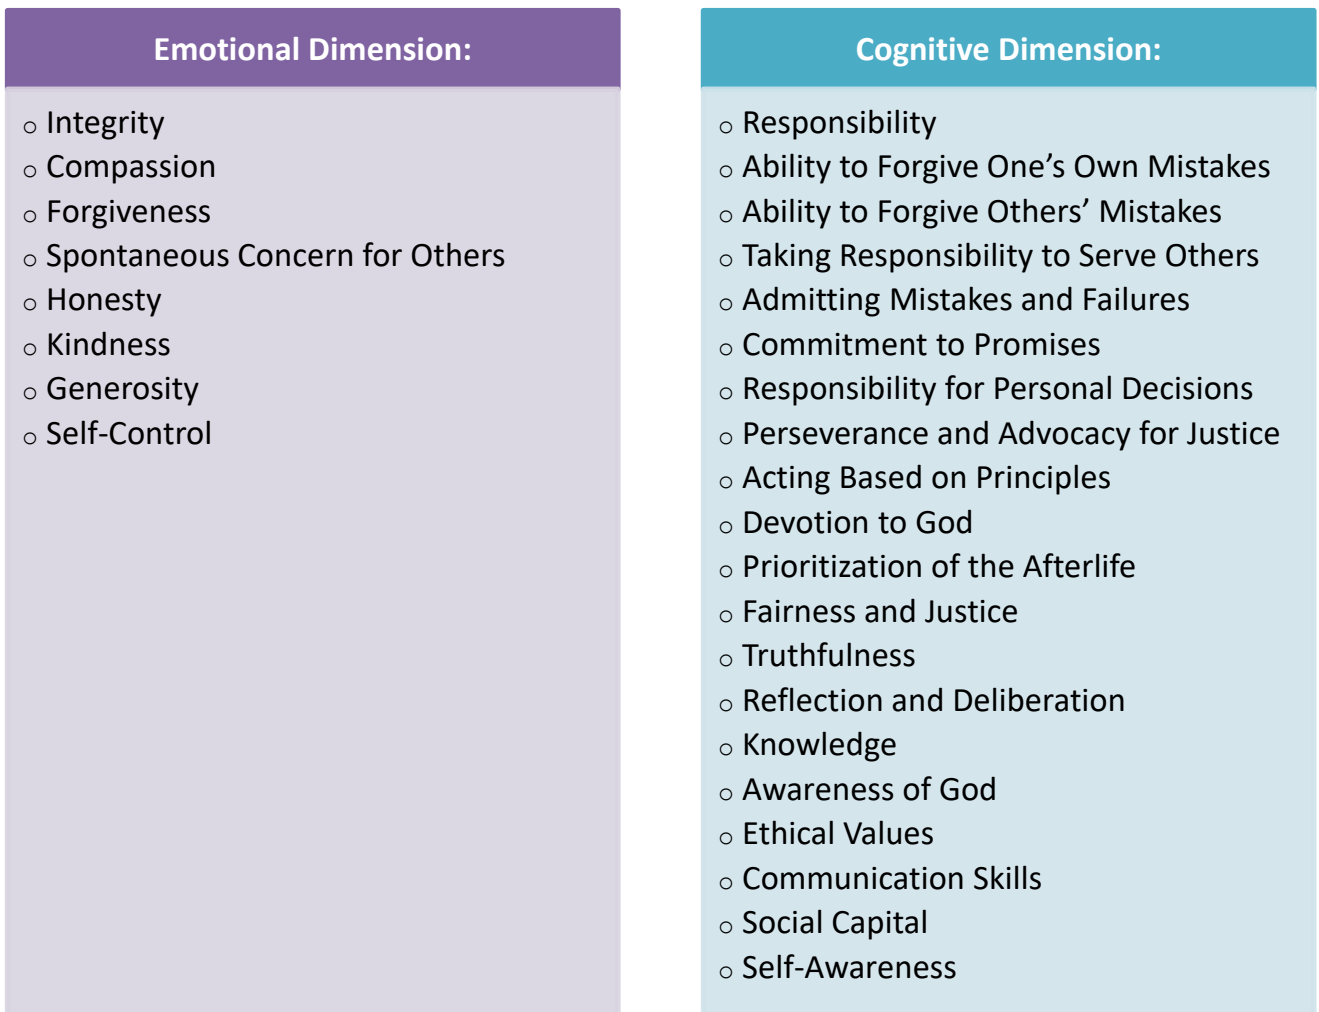 Emotional Dimension:
○ Integrity
○ Compassion
○ Forgiveness
○ Spontaneous Concern for Others
○ Honesty
○ Kindness
○ Generosity
○ Self-Control
Cognitive Dimension:
○ Responsibility
○ Ability to Forgive One’s Own Mistakes
○ Ability to Forgive Others’ Mistakes
○ Taking Responsibility to Serve Others
○ Admitting Mistakes and Failures
○ Commitment to Promises
○ Responsibility for Personal Decisions
○ Perseverance and Advocacy for Justice
○ Acting Based on Principles
○ Devotion to God
○ Prioritization of the Afterlife
○ Fairness and Justice
○ Truthfulness
○ Reflection and Deliberation
○ Knowledge
○ Awareness of God
○ Ethical Values
○ Communication Skills
○ Social Capital
○ Self-Awareness